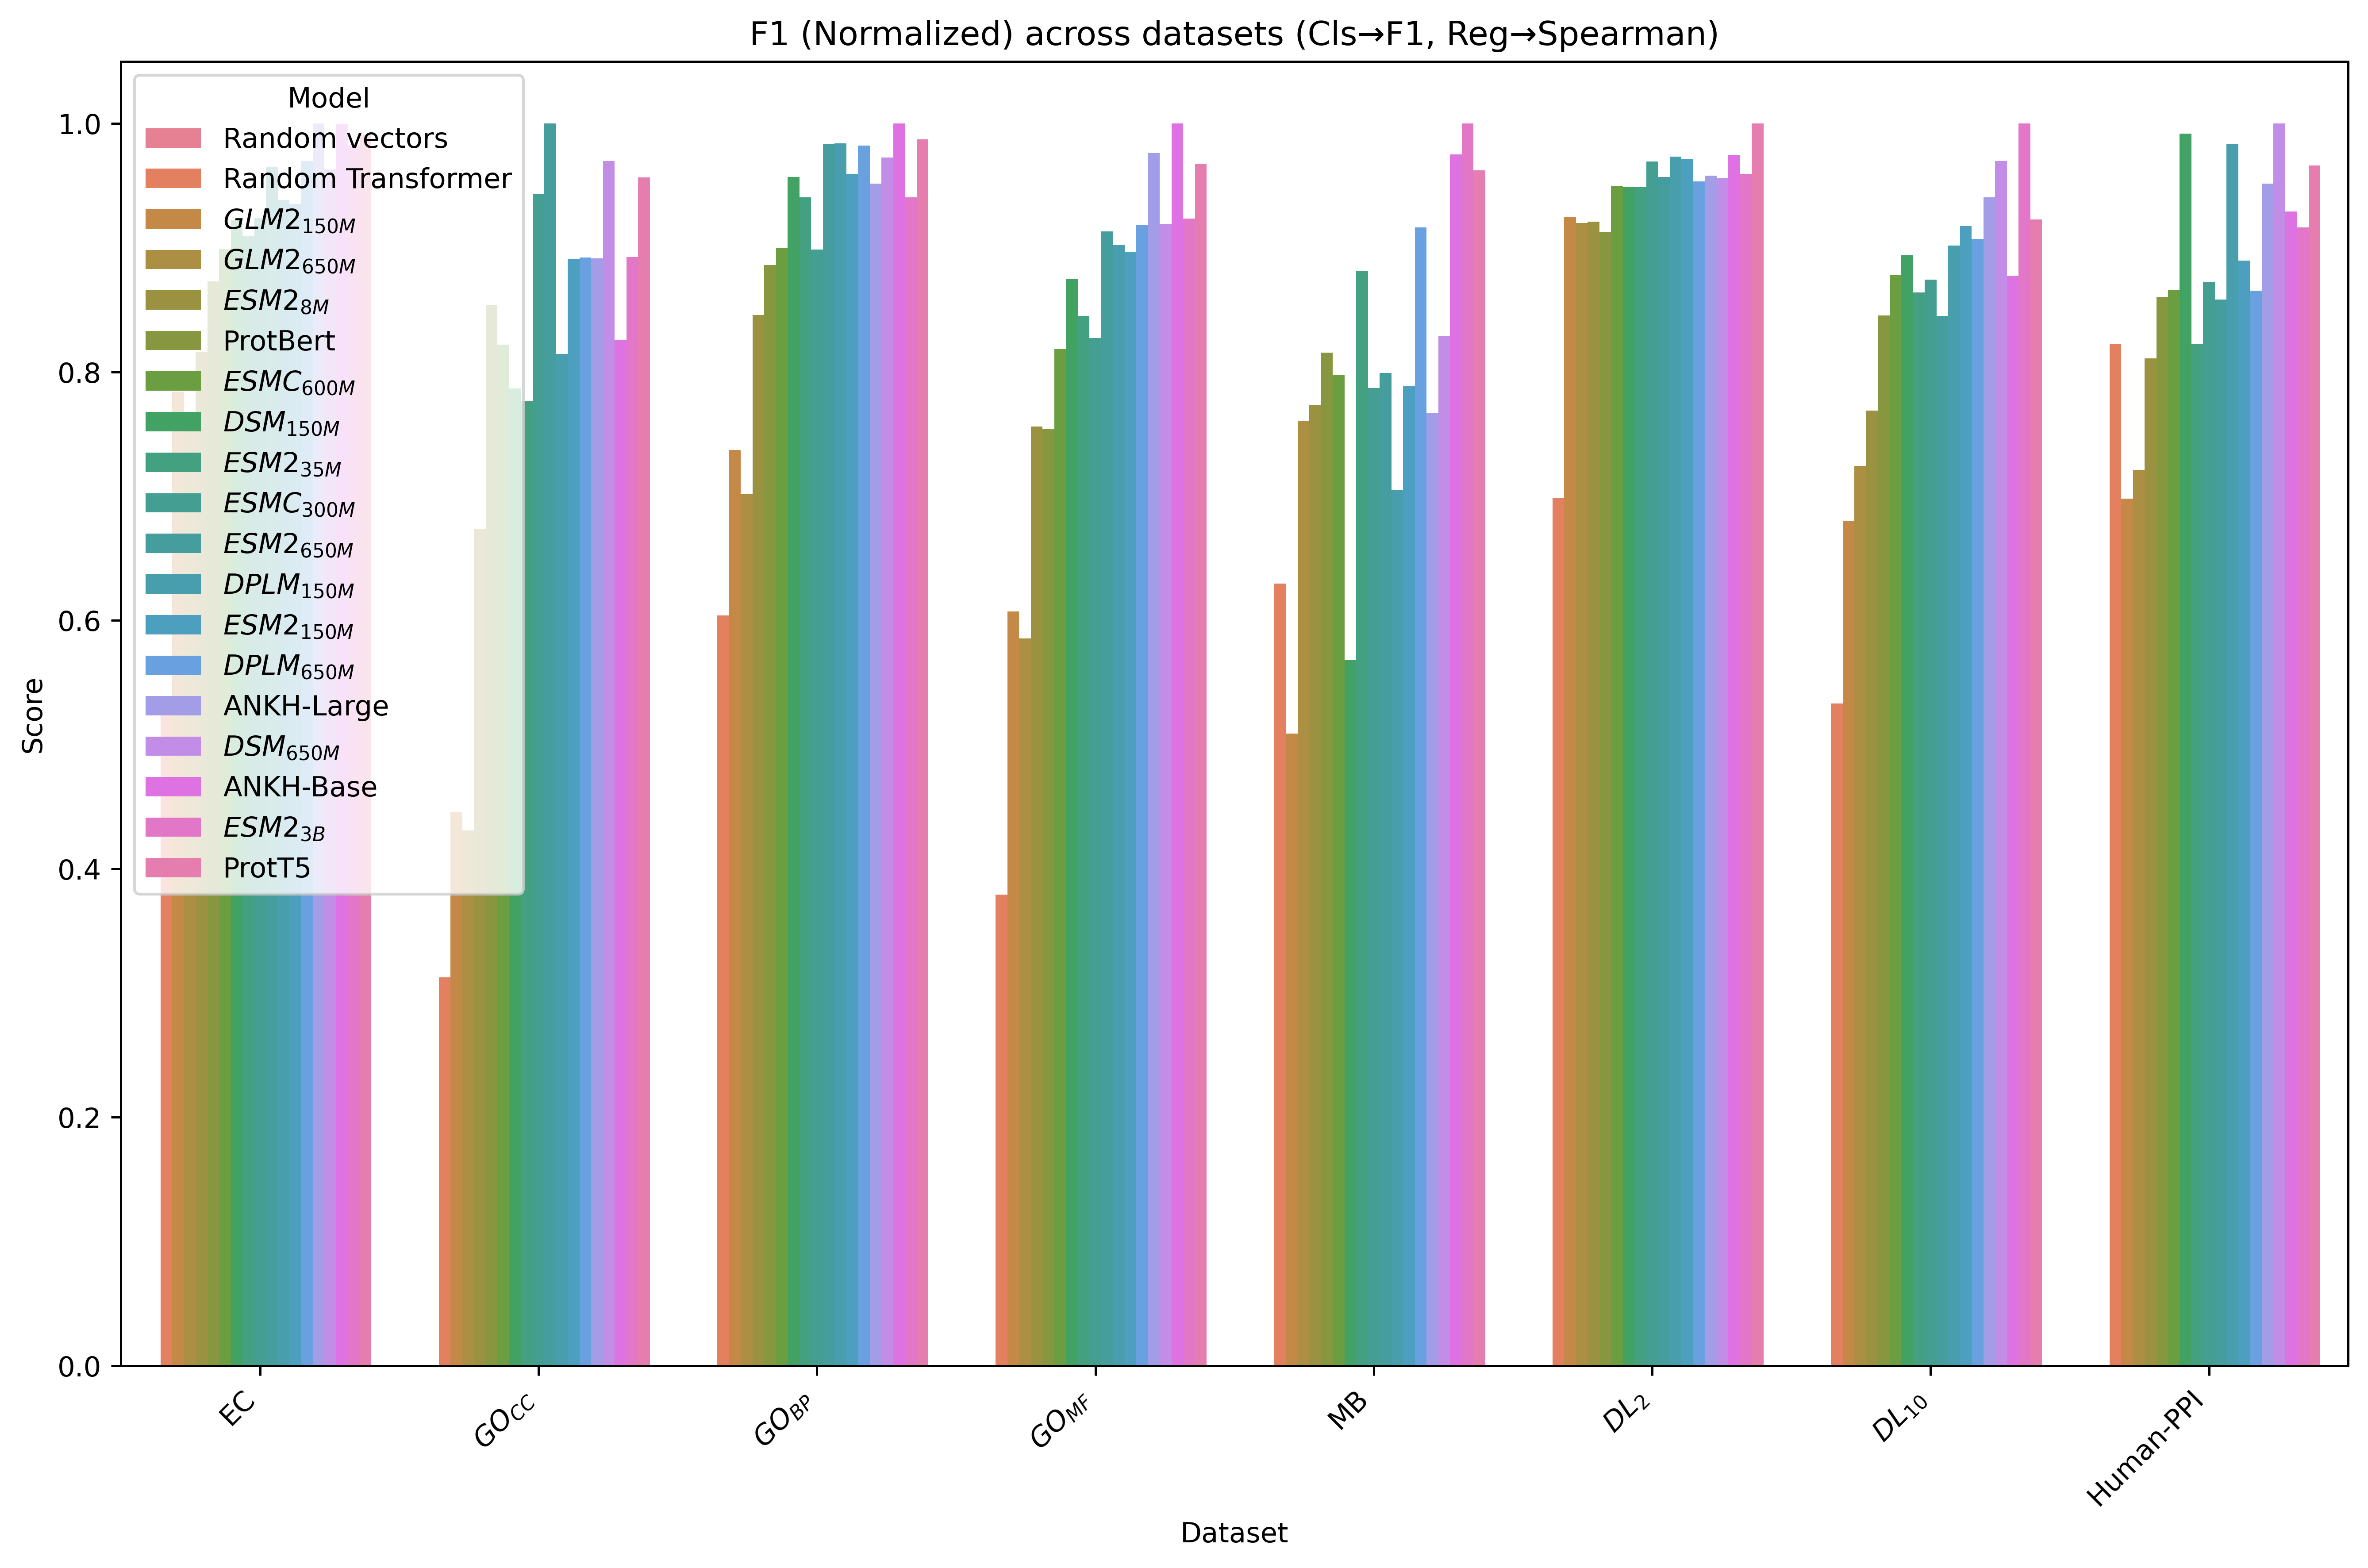 F1 (Normalized) across datasets (Cls→F1, Reg→Spearman)
Model
Random vectors
Random Transformer
GLM2150M
GLM2650M
ESM28M
ProtBert
ESMC600M
DSM150M
ESM235M
ESMC300M
ESM2650M
DPLM150M
ESM2150M
DPLM650M
ANKH-Large
DSM650M
ANKH-Base
ESM23B
ProtT5
1.0
0.8
0.6
0.4
0.2
0.0
Score
EC
GOCC
GOBP
GOMF
MB
DL2
DL10
Human-PPI
Dataset